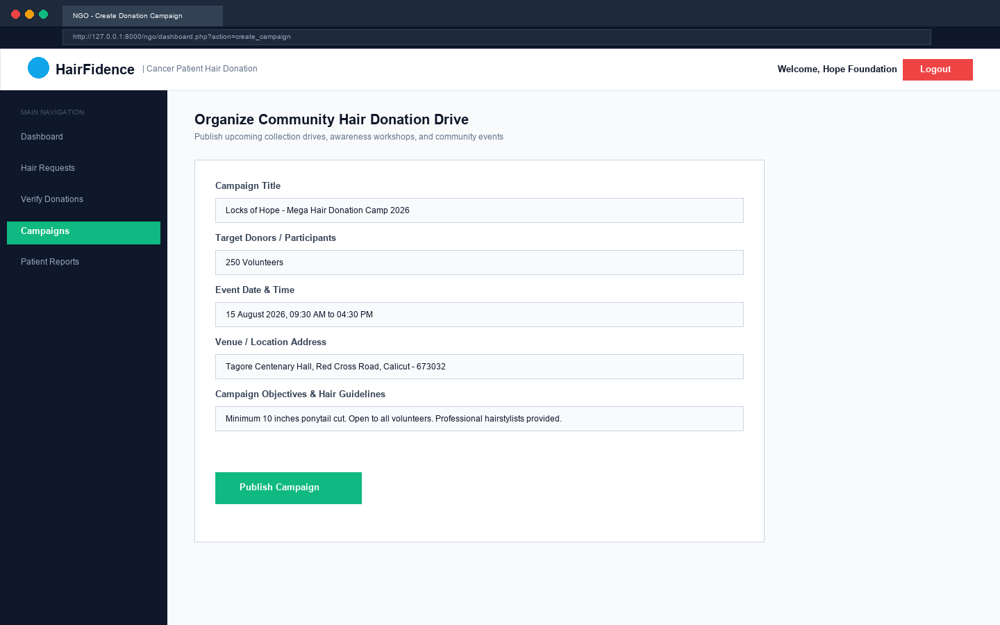 NGO - Create Donation Campaign
http://127.0.0.1:8000/ngo/dashboard.php?action=create_campaign
HairFidence | Cancer Patient Hair Donation
Welcome, Hope Foundation
Logout
MAIN NAVIGATION
Dashboard
Hair Requests
Verify Donations
Campaigns
Patient Reports
Organize Community Hair Donation Drive
Publish upcoming collection drives, awareness workshops, and community events
Campaign Title
Locks of Hope - Mega Hair Donation Camp 2026
Target Donors / Participants
250 Volunteers
Event Date & Time
15 August 2026, 09:30 AM to 04:30 PM
Venue / Location Address
Tagore Centenary Hall, Red Cross Road, Calicut - 673032
Campaign Objectives & Hair Guidelines
Minimum 10 inches ponytail cut. Open to all volunteers. Professional hairstylists provided.
Publish Campaign